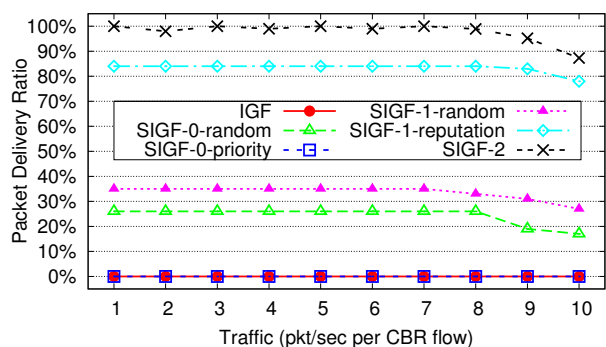 100%
90%
80%
70%
60%
50%
40%
30%
20%
10%
0%
Packet Delivery Ratio
IGF SIGF-1-random
SIGF-0-random SIGF-1-reputation
SIGF-0-priority SIGF-2
1 2 3 4 5 6 7 8 9 10
Traffic (pkt/sec per CBR flow)